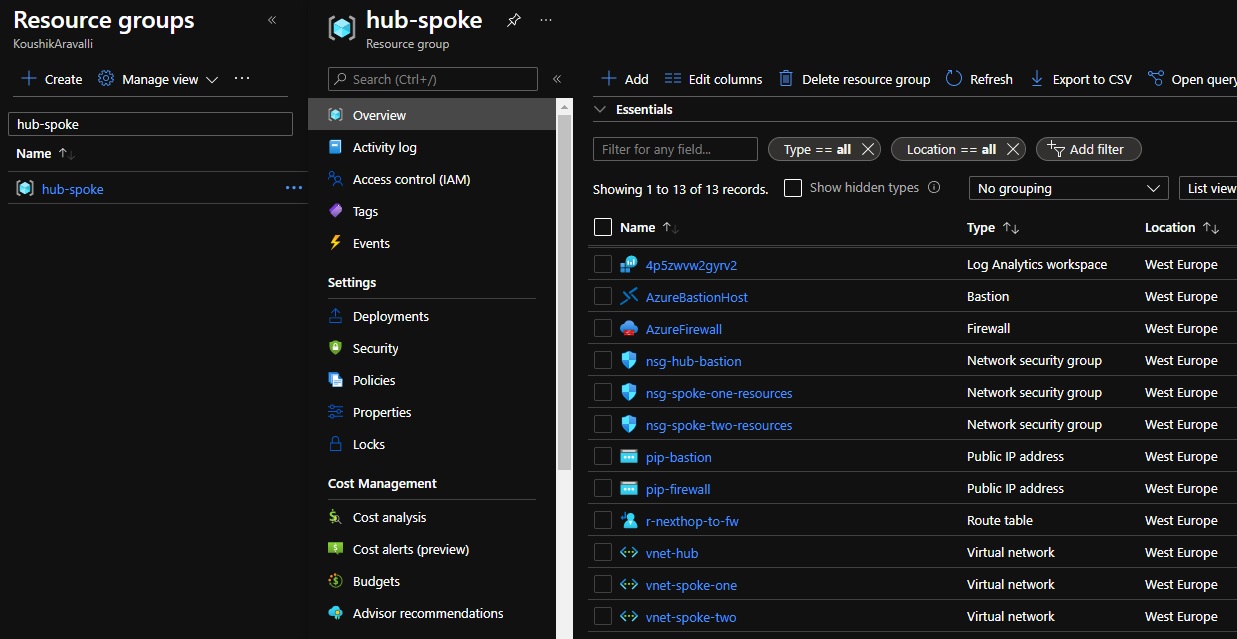 Resource groups
KoushikAravalli
Create Manage view ...
hub-spoke
Name
hub-spoke ...
hub-spoke ...
Resource group
Search (Ctrl+/)
Overview
Activity log
Access control (IAM)
Tags
Events
Settings
Deployments
Security
Policies
Properties
Locks
Cost Management
Cost analysis
Cost alerts (preview)
Budgets
Advisor recommendations
Add Edit columns Delete resource group Refresh Export to CSV Open query
Essentials
Filter for any field... Type == all Location == all Add filter
Showing 1 to 13 of 13 records. Show hidden types No grouping List view
Name Type Location
4p5zwvw2gyrv2 Log Analytics workspace West Europe
AzureBastionHost Bastion West Europe
AzureFirewall Firewall West Europe
nsg-hub-bastion Network security group West Europe
nsg-spoke-one-resources Network security group West Europe
nsg-spoke-two-resources Network security group West Europe
pip-bastion Public IP address West Europe
pip-firewall Public IP address West Europe
r-nexthop-to-fw Route table West Europe
vnet-hub Virtual network West Europe
vnet-spoke-one Virtual network West Europe
vnet-spoke-two Virtual network West Europe